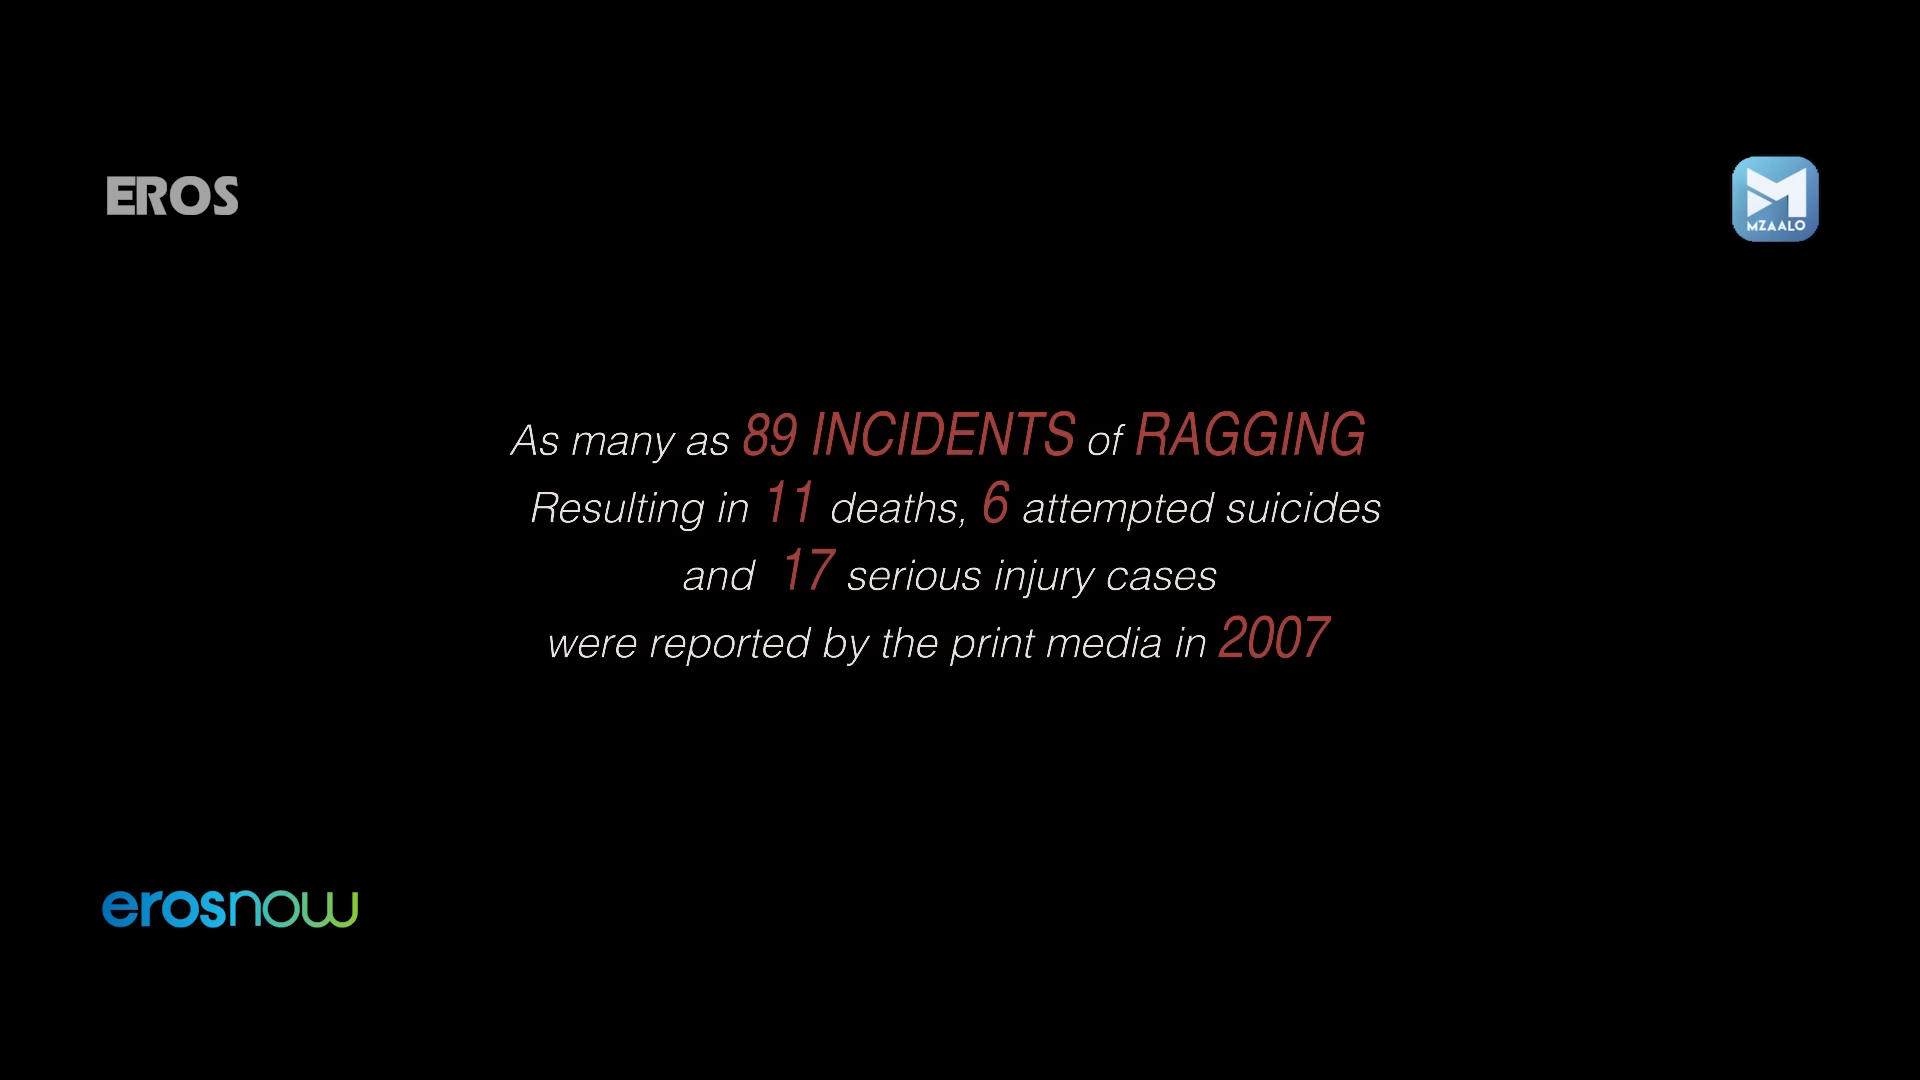 EROS
MZAALO
As many as 89 INCIDENTS of RAGGING
Resulting in 11 deaths, 6 attempted suicides
and 17 serious injury cases
were reported by the print media in 2007
erosnow